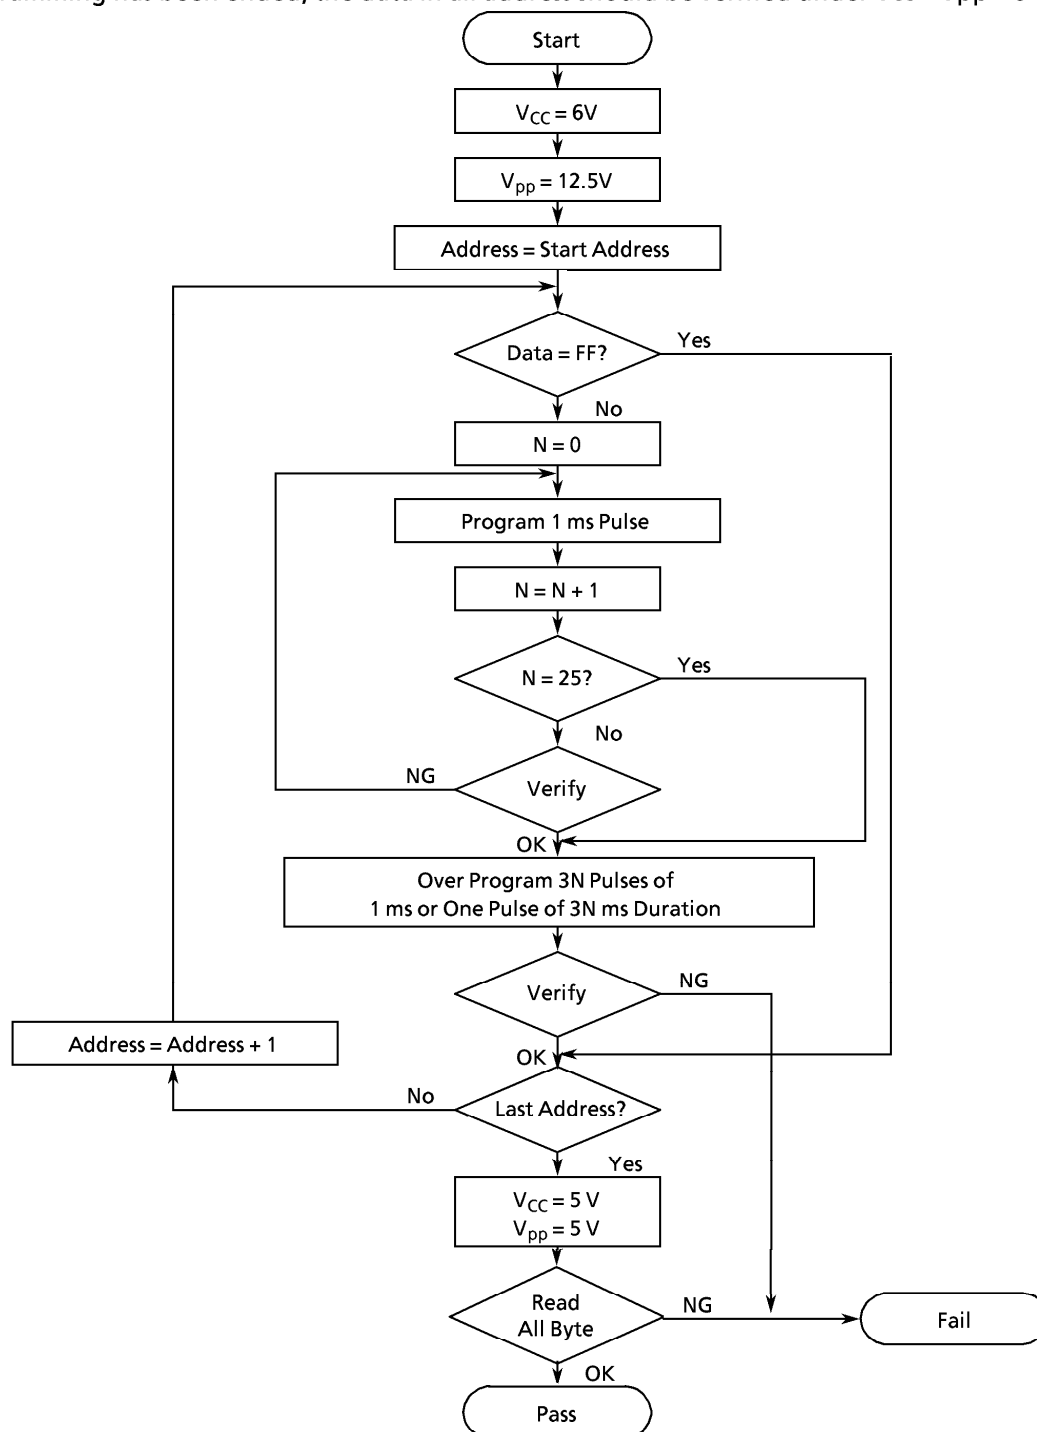 Start
V_CC = 6V
V_pp = 12.5V
Address = Start Address
Data = FF?
Yes
No
N = 0
Program 1 ms Pulse
N = N + 1
N = 25?
Yes
No
NG
Verify
OK
Over Program 3N Pulses of
1 ms or One Pulse of 3N ms Duration
Verify
NG
Address = Address + 1
OK
No
Last Address?
Yes
V_CC = 5 V
V_pp = 5 V
Read
All Byte
NG
Fail
OK
Pass